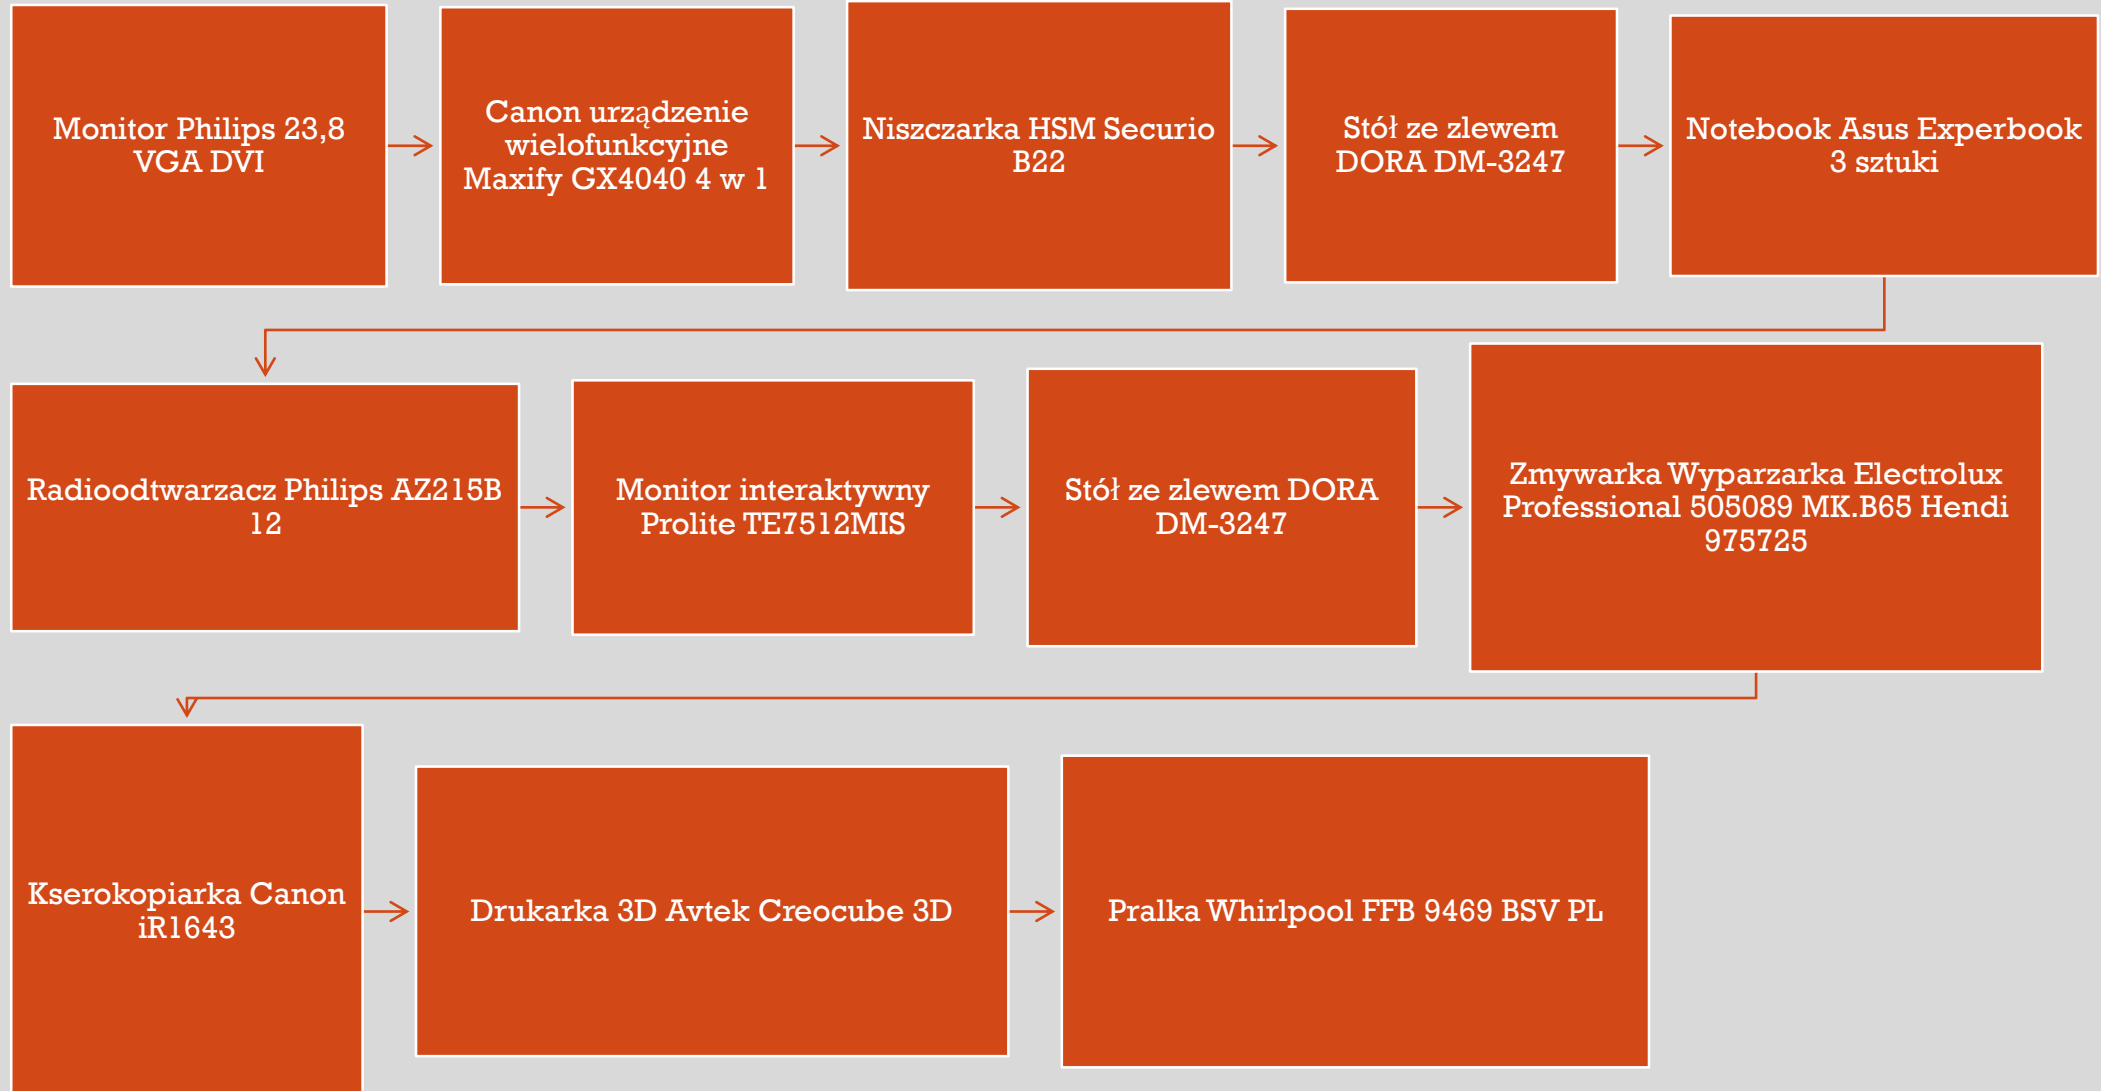 Monitor Philips 23,8
VGA DVI
Canon urządzenie
wielofunkcyjne
Maxify GX4040 4 w 1
Niszczarka HSM Securio
B22
Stół ze zlewem
DORA DM-3247
Notebook Asus Experbook
3 sztuki
Radioodtwarzacz Philips AZ215B
12
Monitor interaktywny
Prolite TE7512MIS
Stół ze zlewem DORA
DM-3247
Zmywarka Wyparzarka Electrolux
Professional 505089 MK.B65 Hendi
975725
Kserokopiarka Canon
iR1643
Drukarka 3D Avtek Creocube 3D
Pralka Whirlpool FFB 9469 BSV PL